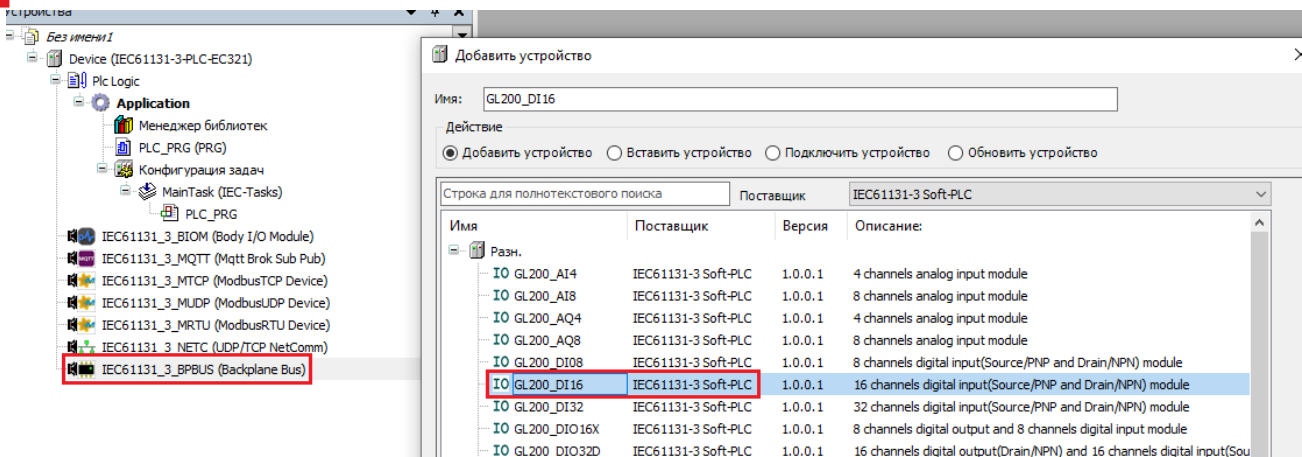 Устройства
Без имени1
Device (IEC61131-3-PLC-EC321)
Plc Logic
Application
Менеджер библиотек
PLC_PRG (PRG)
Конфигурация задач
MainTask (IEC-Tasks)
PLC_PRG
IEC61131_3_BIOM (Body I/O Module)
IEC61131_3_MQTT (Mqtt Brok Sub Pub)
IEC61131_3_MTCP (ModbusTCP Device)
IEC61131_3_MUDP (ModbusUDP Device)
IEC61131_3_MRTU (ModbusRTU Device)
IEC61131_3_NETC (UDP/TCP NetComm)
IEC61131_3_BPBUS (Backplane Bus)
Добавить устройство
Имя: GL200_DI16
Действие
Добавить устройство Вставить устройство Подключить устройство Обновить устройство
Строка для полнотекстового поиска Поставщик IEC61131-3 Soft-PLC
Имя Поставщик Версия Описание:
Разн.
IO GL200_AI4 IEC61131-3 Soft-PLC 1.0.0.1 4 channels analog input module
IO GL200_AI8 IEC61131-3 Soft-PLC 1.0.0.1 8 channels analog input module
IO GL200_AQ4 IEC61131-3 Soft-PLC 1.0.0.1 4 channels analog input module
IO GL200_AQ8 IEC61131-3 Soft-PLC 1.0.0.1 8 channels analog input module
IO GL200_DI08 IEC61131-3 Soft-PLC 1.0.0.1 8 channels digital input(Source/PNP and Drain/NPN) module
IO GL200_DI16 IEC61131-3 Soft-PLC 1.0.0.1 16 channels digital input(Source/PNP and Drain/NPN) module
IO GL200_DI32 IEC61131-3 Soft-PLC 1.0.0.1 32 channels digital input(Source/PNP and Drain/NPN) module
IO GL200_DIO16X IEC61131-3 Soft-PLC 1.0.0.1 8 channels digital output and 8 channels digital input module
IO GL200_DIO32D IEC61131-3 Soft-PLC 1.0.0.1 16 channels digital output(Drain/NPN) and 16 channels digital input(Sou